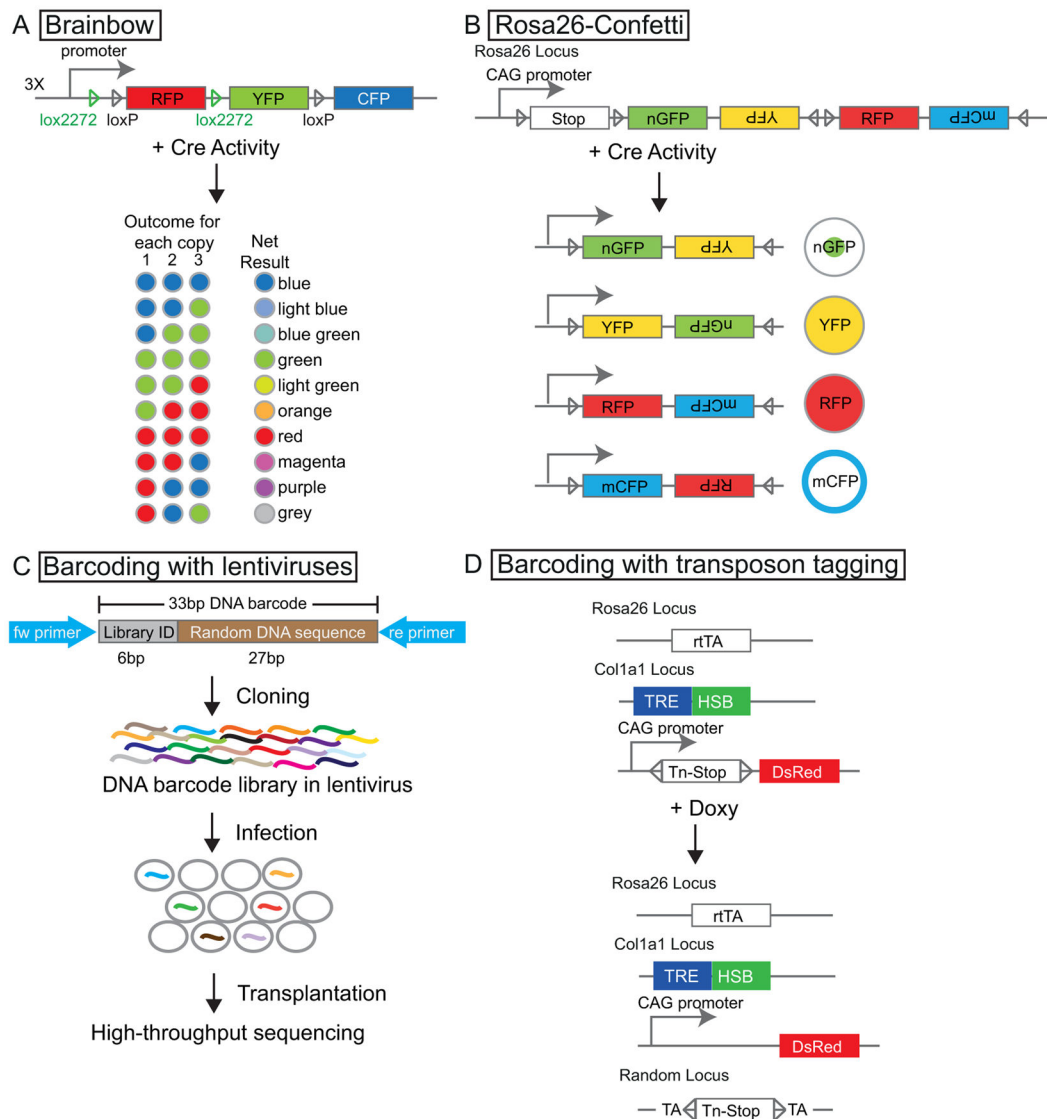 A Brainbow
promoter
3X
RFP YFP CFP
lox2272 loxP lox2272 loxP
+ Cre Activity
Outcome for
each copy
1 2 3
Net
Result
blue
light blue
blue green
green
light green
orange
red
magenta
purple
grey
B Rosa26-Confetti
Rosa26 Locus
CAG promoter
Stop nGFP YFP RFP mCFP
+ Cre Activity
nGFP YFP nGFP
YFP nGFP YFP
RFP mCFP RFP
mCFP RFP mCFP
C Barcoding with lentiviruses
33bp DNA barcode
fw primer Library ID Random DNA sequence re primer
6bp 27bp
Cloning
DNA barcode library in lentivirus
Infection
Transplantation
High-throughput sequencing
D Barcoding with transposon tagging
Rosa26 Locus
rtTA
Col1a1 Locus
TRE HSB
CAG promoter
Tn-Stop DsRed
+ Doxy
Rosa26 Locus
rtTA
Col1a1 Locus
TRE HSB
CAG promoter
DsRed
Random Locus
TA Tn-Stop TA